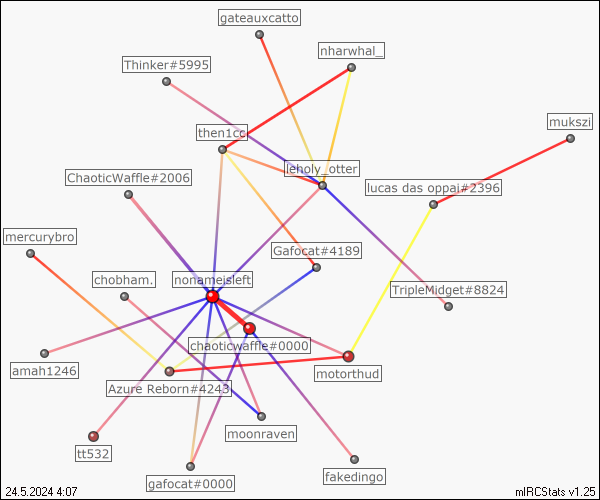 gateauxcatto
nharwhal_
Thinker#5995
mukszi
then1cc
leholy_otter
ChaoticWaffle#2006
lucas das oppai#2396
mercurybro
Gafocat#4189
chobham.
nonameisleft
TripleMidget#8824
chaoticwaffle#0000
amah1246
motorthud
Azure Reborn#4243
moonraven
tt532
fakedingo
gafocat#0000
24.5.2024 4:07
mIRCStats v1.25